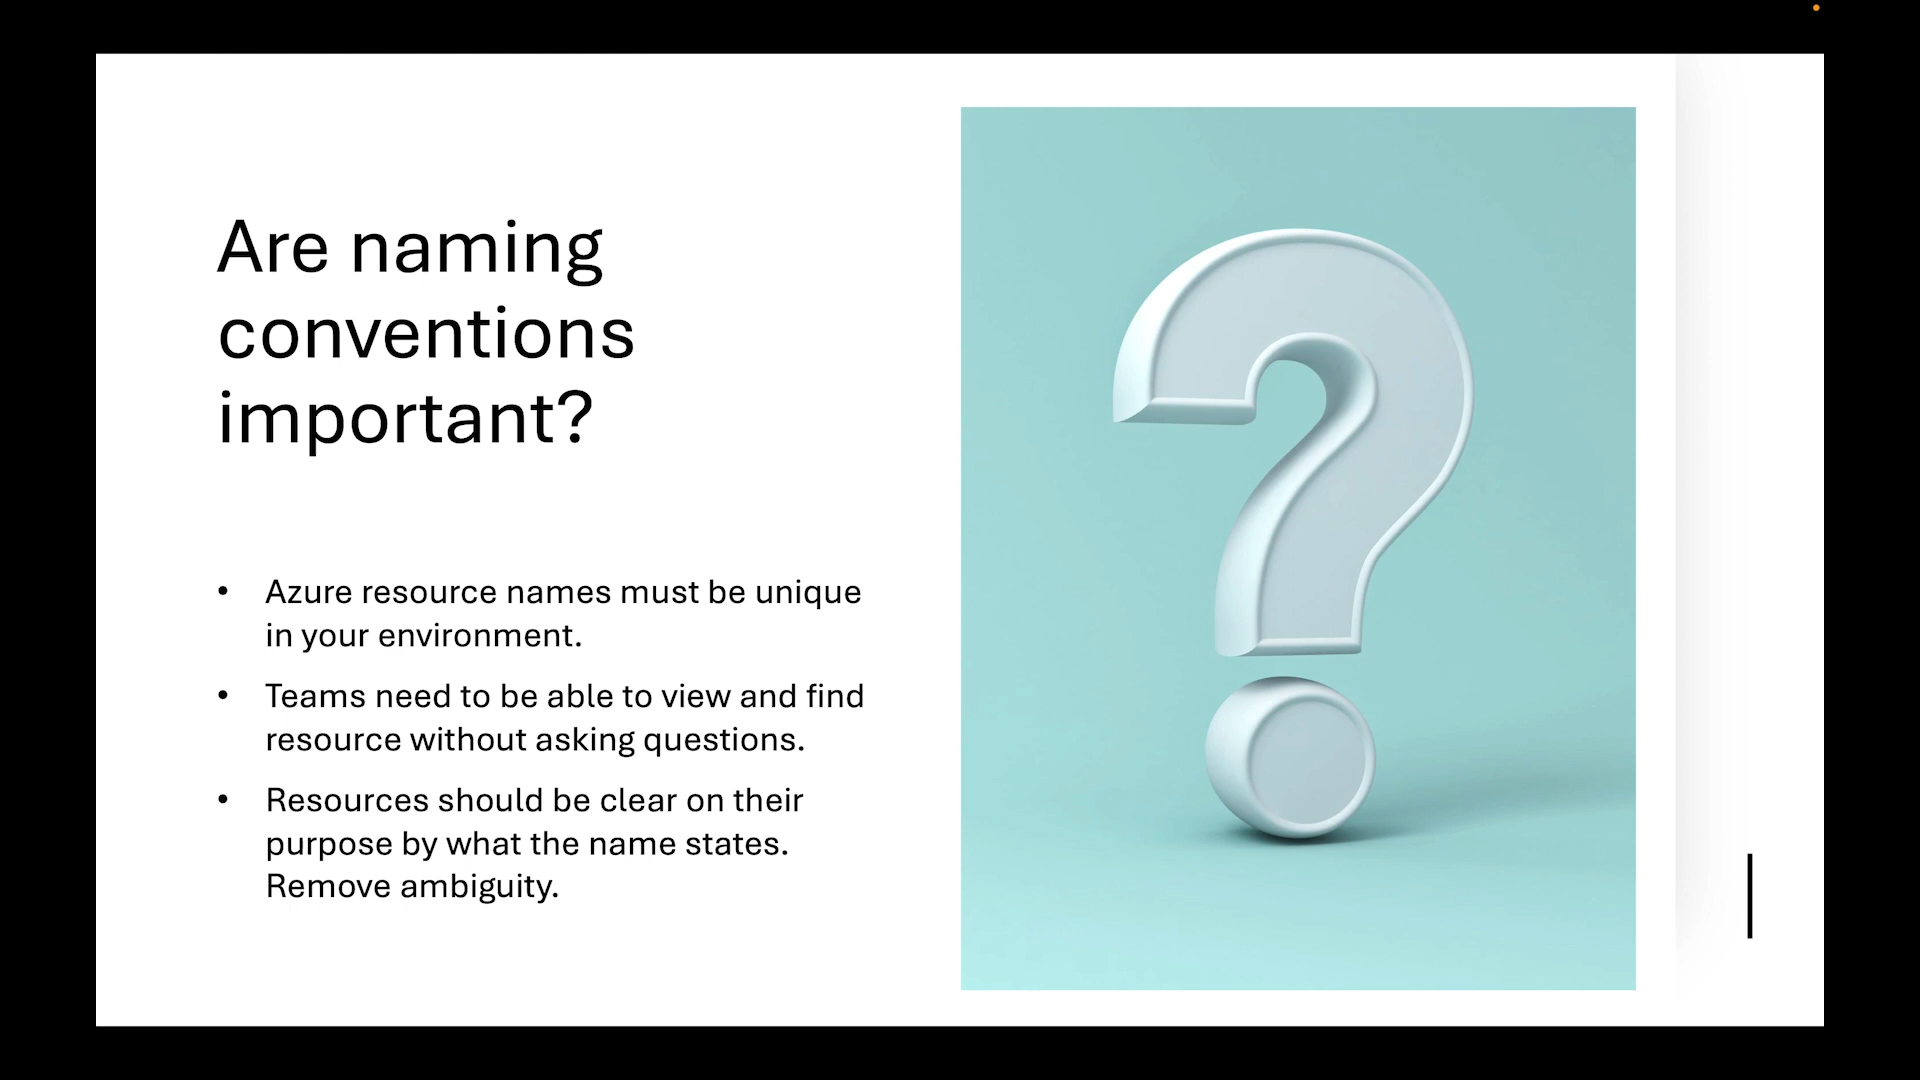 Are naming
conventions
important?
• Azure resource names must be unique
in your environment.
• Teams need to be able to view and find
resource without asking questions.
• Resources should be clear on their
purpose by what the name states.
Remove ambiguity.